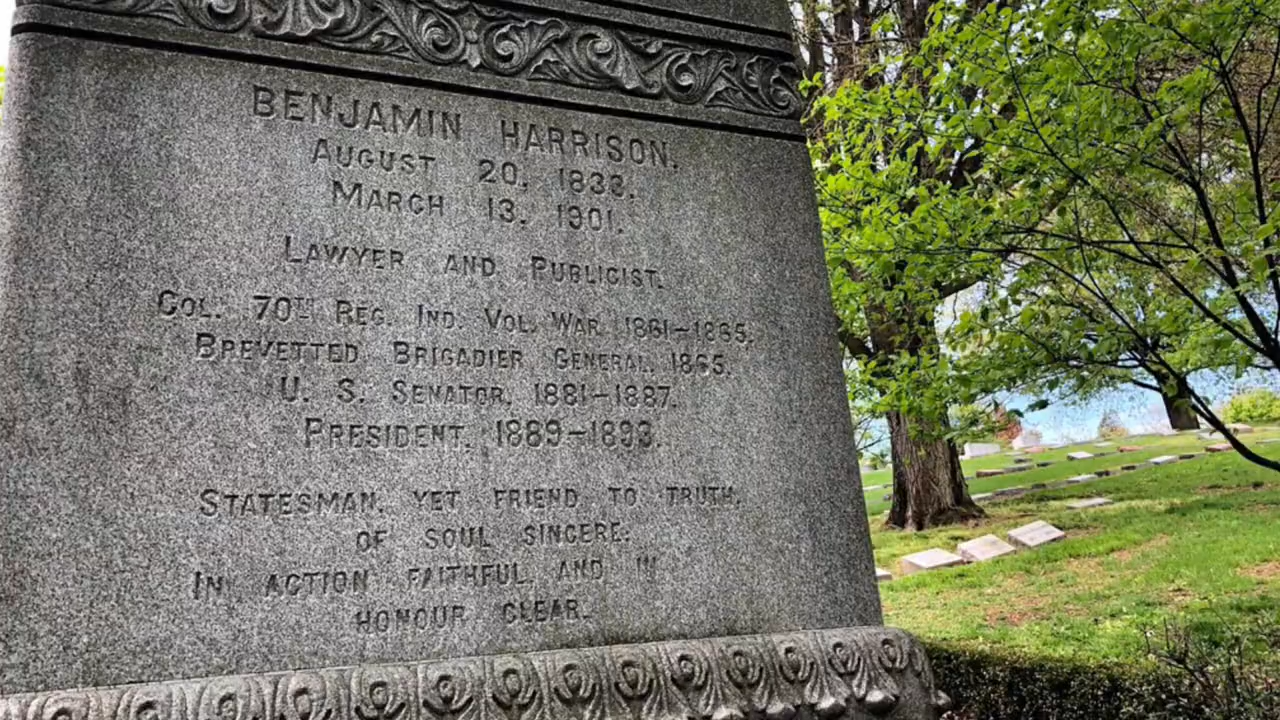 BENJAMIN HARRISON.
AUGUST 20, 1833.
MARCH 13, 1901.
LAWYER AND PUBLICIST.
COL. 70TH REG. IND. VOL. WAR, 1861-1865.
BREVETTED BRIGADIER GENERAL, 1865.
U. S. SENATOR, 1881-1887.
PRESIDENT, 1889-1893.
STATESMAN, YET FRIEND TO TRUTH,
OF SOUL SINCERE;
IN ACTION FAITHFUL, AND IN
HONOUR CLEAR.